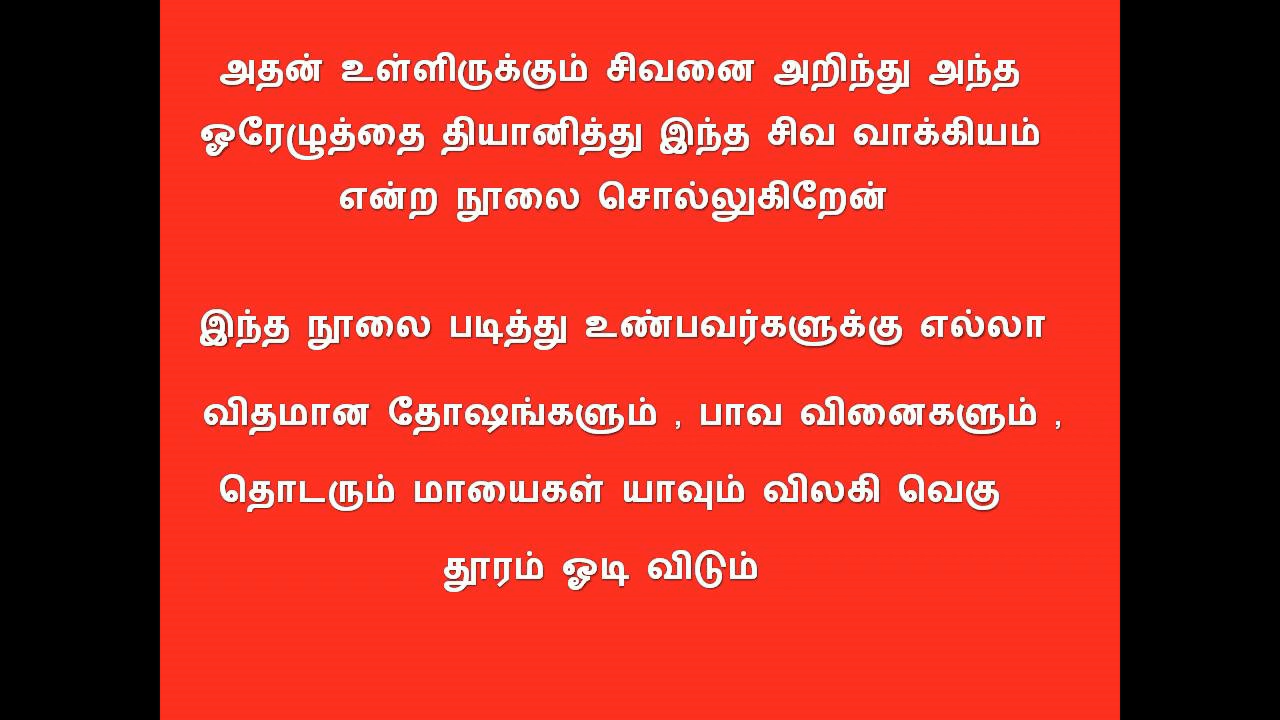 அதன் உள்ளிருக்கும் சிவனை அறிந்து அந்த
ஓரேழுத்தை தியானித்து இந்த சிவ வாக்கியம்
என்ற நூலை சொல்லுகிறேன்
இந்த நூலை படித்து உண்பவர்களுக்கு எல்லா
விதமான தோஷங்களும் , பாவ வினைகளும் ,
தொடரும் மாயைகள் யாவும் விலகி வெகு
தூரம் ஓடி விடும்